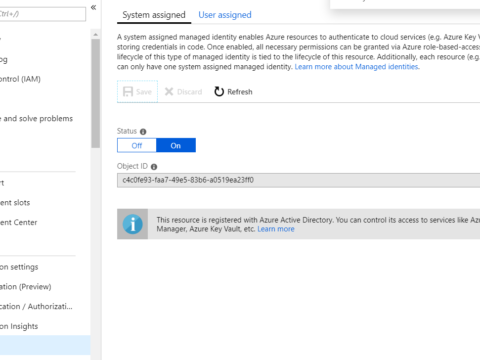 trl+/)
«
og
ontrol (IAM)
e and solve problems
rt
ent slots
ent Center
on settings
ation (Preview)
cation / Authorizati...
on Insights
System assigned User assigned
A system assigned managed identity enables Azure resources to authenticate to cloud services (e.g. Azure Key V
storing credentials in code. Once enabled, all necessary permissions can be granted via Azure role-based-access
lifecycle of this type of managed identity is tied to the lifecycle of this resource. Additionally, each resource (e.g.
can only have one system assigned managed identity. Learn more about Managed identities.
Save Discard Refresh
Status
Off On
Object ID
c4c0fe93-faa7-49e5-83b6-a0519ea23ff0
This resource is registered with Azure Active Directory. You can control its access to services like Azu
Manager, Azure Key Vault, etc. Learn more